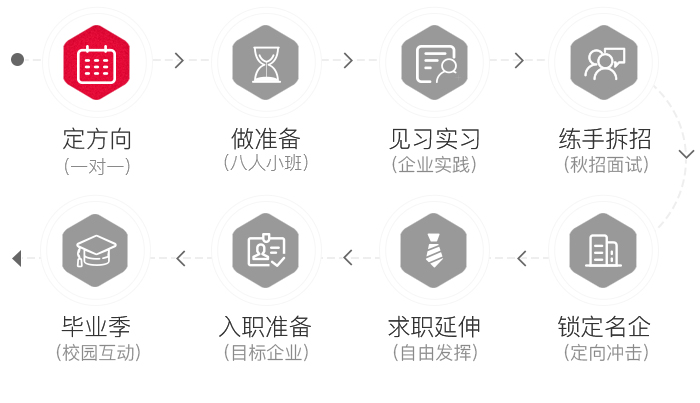 定方向
(一对一)
做准备
(八人小班)
见习实习
(企业实践)
练手拆招
(秋招面试)
毕业季
(校园互动)
入职准备
(目标企业)
求职延伸
(自由发挥)
锁定名企
(定向冲击)